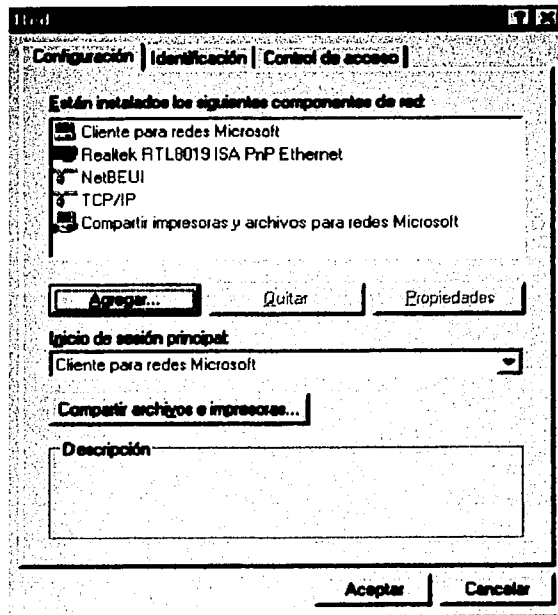 Red
Configuración Identificación Control de acceso
Están instalados los siguientes componentes de red:
Cliente para redes Microsoft
Realtek RTL8019 ISA PnP Ethernet
NetBEUI
TCP/IP
Compartir impresoras y archivos para redes Microsoft
Agregar... Quitar Propiedades
Inicio de sesión principal:
Cliente para redes Microsoft
Compartir archivos e impresoras...
Descripción
Aceptar Cancelar